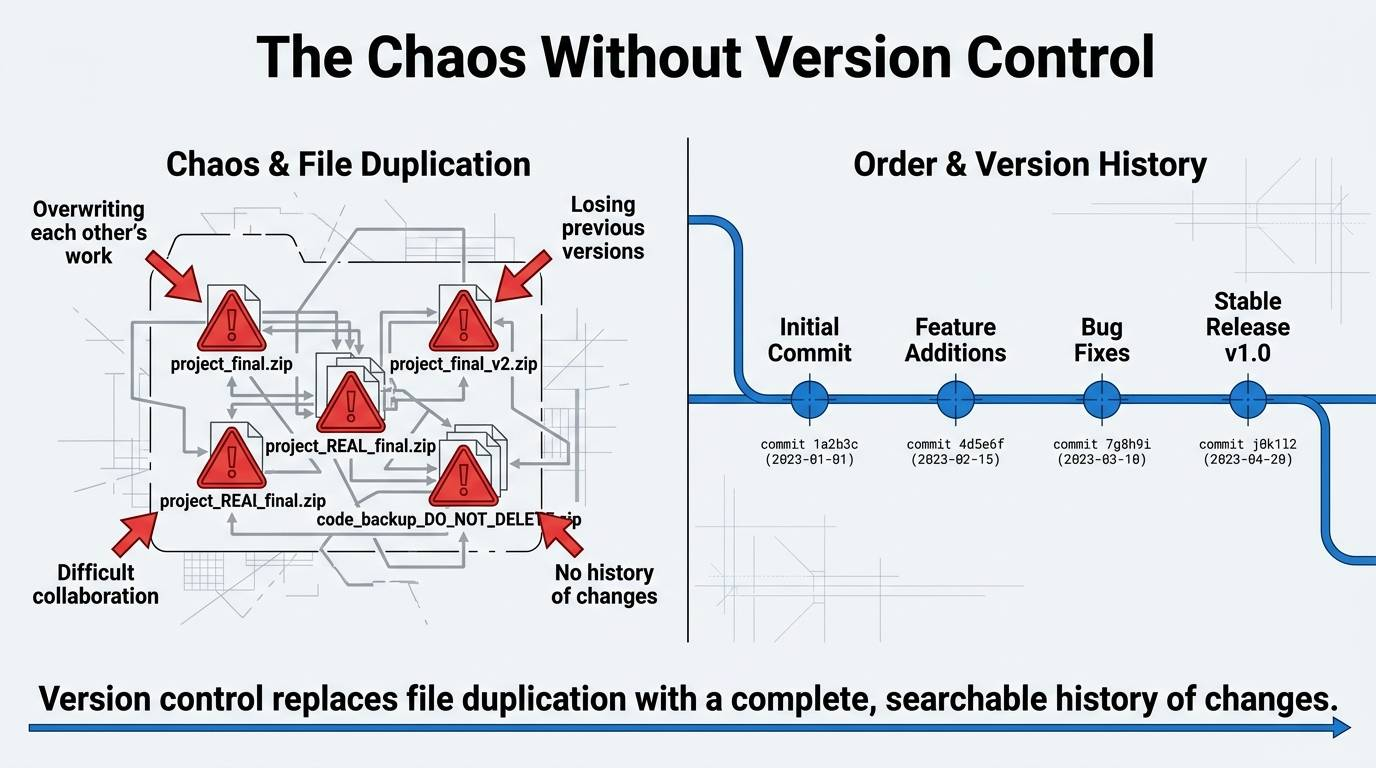 The Chaos Without Version Control
Chaos & File Duplication
Overwriting
each other's
work
Losing
previous
versions
project_final.zip
project_final_v2.zip
project_REAL_final.zip
project_REAI_final.zip
code_backup_DO_NOT_DELETE.zip
Difficult
collaboration
No history
of changes
Order & Version History
Initial
Commit
Feature
Additions
Bug
Fixes
Stable
Release
v1.0
commit 1a2b3c
(2023-01-01)
commit 4d5e6f
(2023-02-15)
commit 7g8h9i
(2023-03-10)
commit j0k1l2
(2023-04-20)
Version control replaces file duplication with a complete, searchable history of changes.